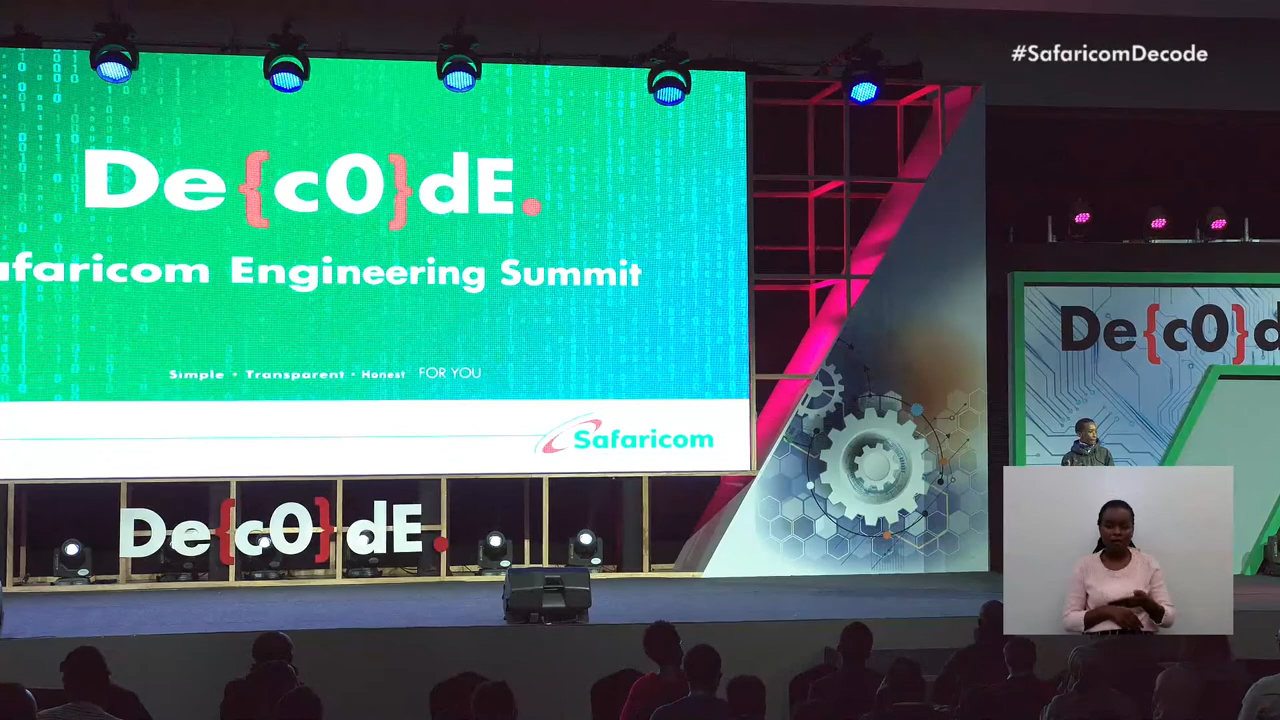 #SafaricomDecode
De{c0}dE.
afaricom Engineering Summit
Simple • Transparent • Honest FOR YOU
Safaricom
De{c0}dE.
De{c0}d